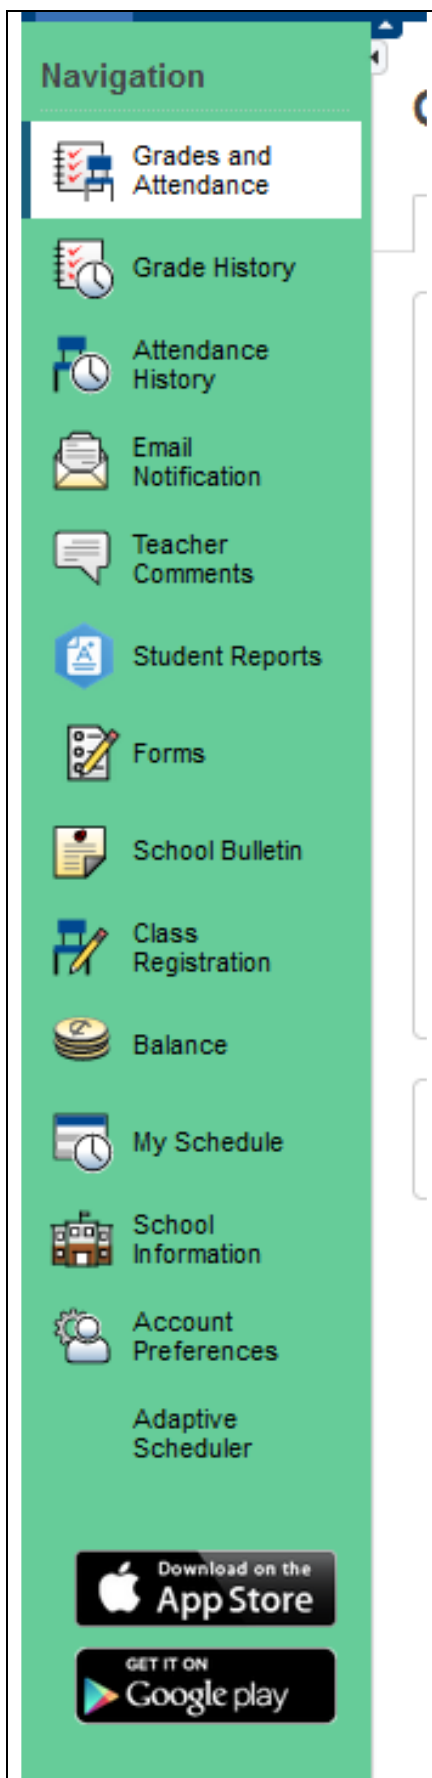 Navigation
Grades and
Attendance
Grade History
Attendance
History
Email
Notification
Teacher
Comments
Student Reports
Forms
School Bulletin
Class
Registration
Balance
My Schedule
School
Information
Account
Preferences
Adaptive
Scheduler
Download on the
App Store
GET IT ON
Google play